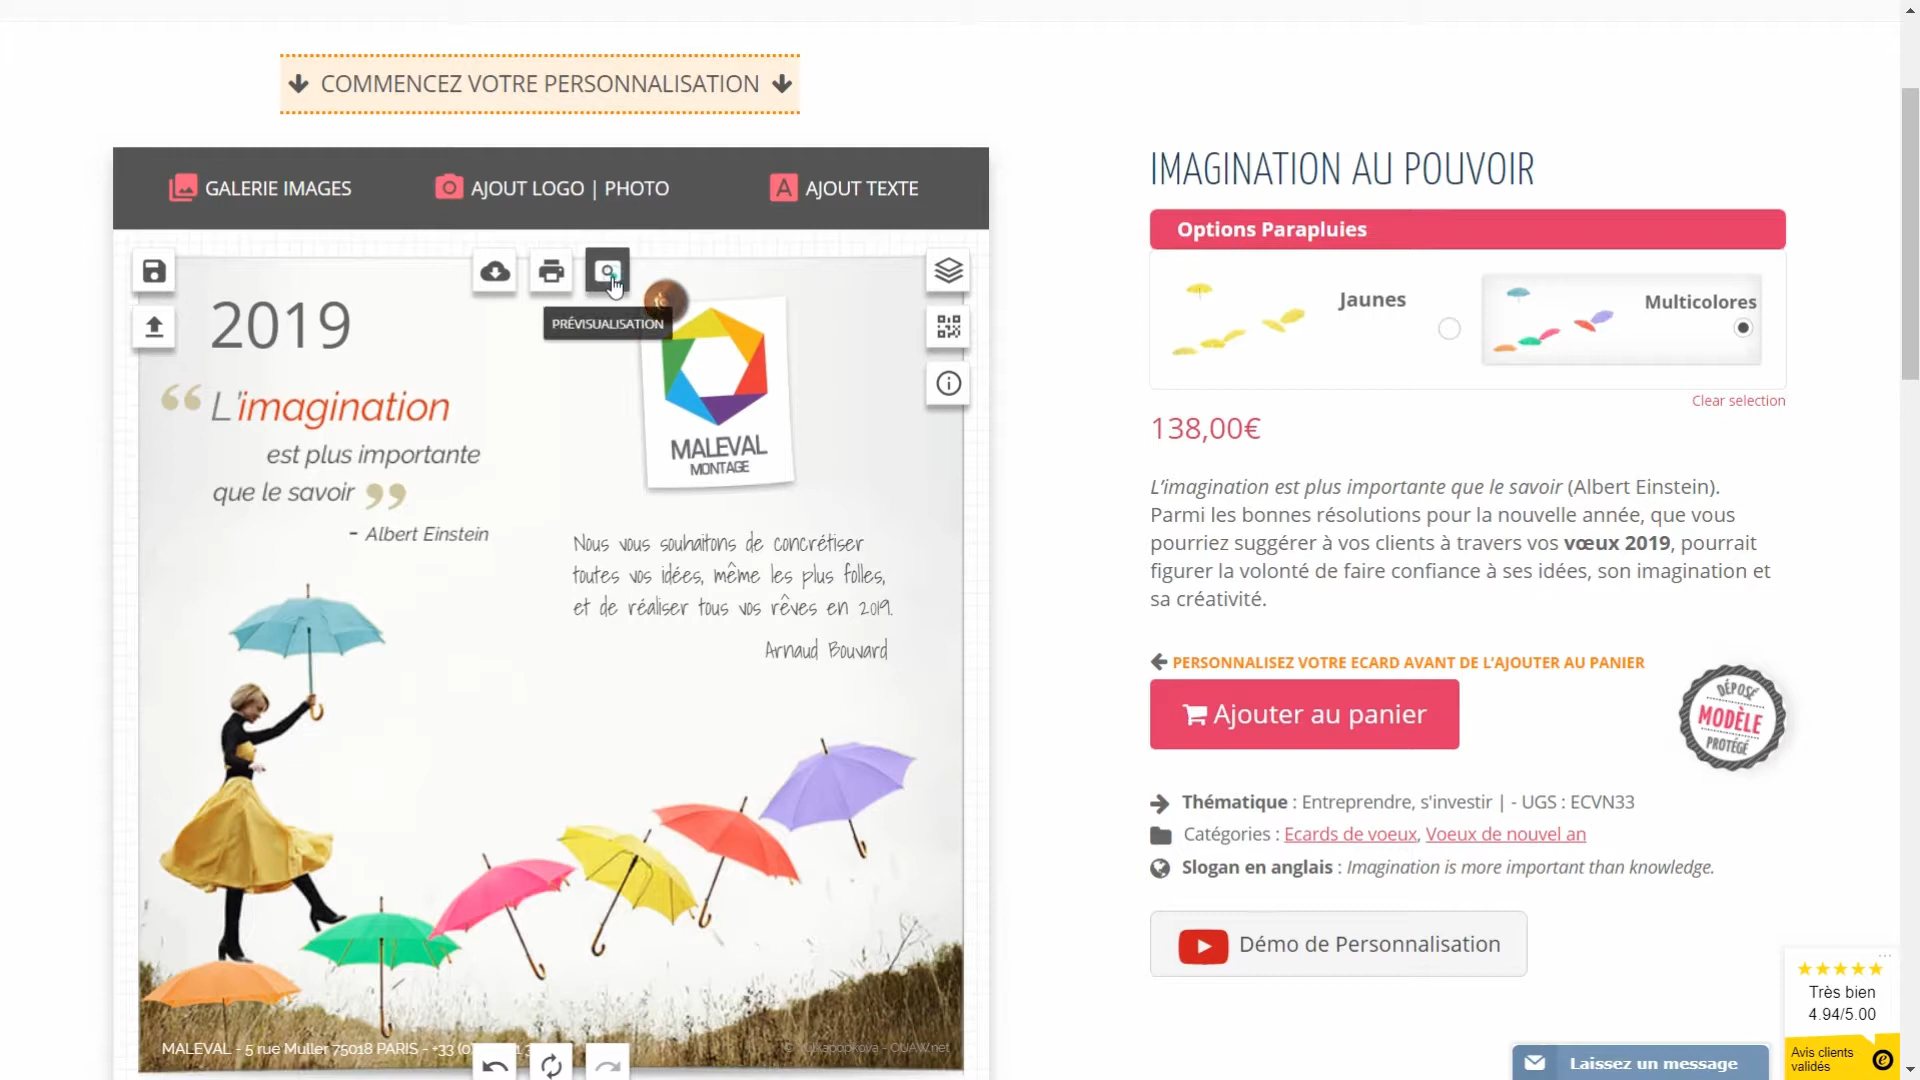 COMMENCEZ VOTRE PERSONNALISATION
GALERIE IMAGES
AJOUT LOGO | PHOTO
AJOUT TEXTE
PRÉVISUALISATION
2019
“ L'imagination
est plus importante
que le savoir ”
- Albert Einstein
MALEVAL
MONTAGE
Nous vous souhaitons de concrétiser
toutes vos idées, même les plus folles,
et de réaliser tous vos rêves en 2019.
Arnaud Bouvard
MALEVAL - 5 rue Muller 75018 PARIS - +33 (0)
OUAW.net
IMAGINATION AU POUVOIR
Options Parapluies
Jaunes
Multicolores
Clear selection
138,00€
L'imagination est plus importante que le savoir (Albert Einstein).
Parmi les bonnes résolutions pour la nouvelle année, que vous
pourriez suggérer à vos clients à travers vos vœux 2019, pourrait
figurer la volonté de faire confiance à ses idées, son imagination et
sa créativité.
PERSONNALISEZ VOTRE ECARD AVANT DE L'AJOUTER AU PANIER
Ajouter au panier
DÉPOSÉ
MODÈLE
PROTÉGÉ
Thématique : Entreprendre, s'investir | - UGS : ECVN33
Catégories : Ecards de voeux, Voeux de nouvel an
Slogan en anglais : Imagination is more important than knowledge.
Démo de Personnalisation
Très bien
4.94/5.00
Avis clients
validés
Laissez un message